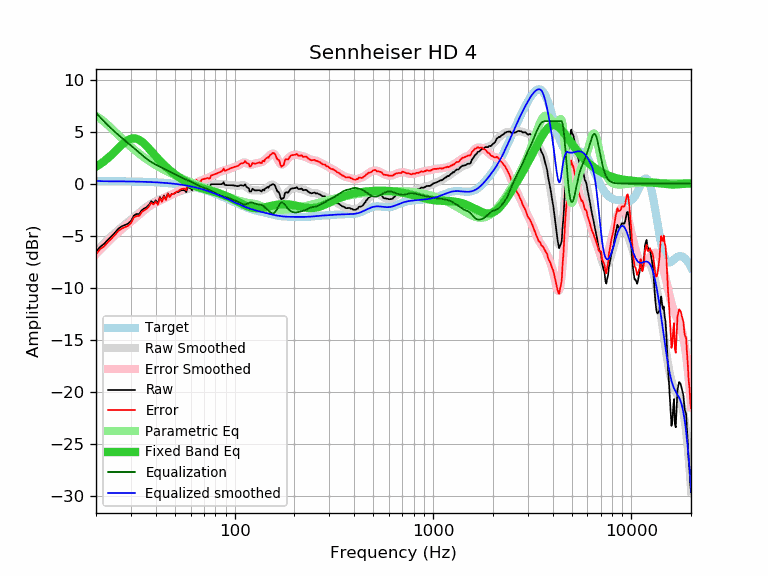 Sennheiser HD 4
Amplitude (dBr)
10
5
0
−5
−10
−15
−20
−25
−30
Target
Raw Smoothed
Error Smoothed
Raw
Error
Parametric Eq
Fixed Band Eq
Equalization
Equalized smoothed
100
1000
10000
Frequency (Hz)